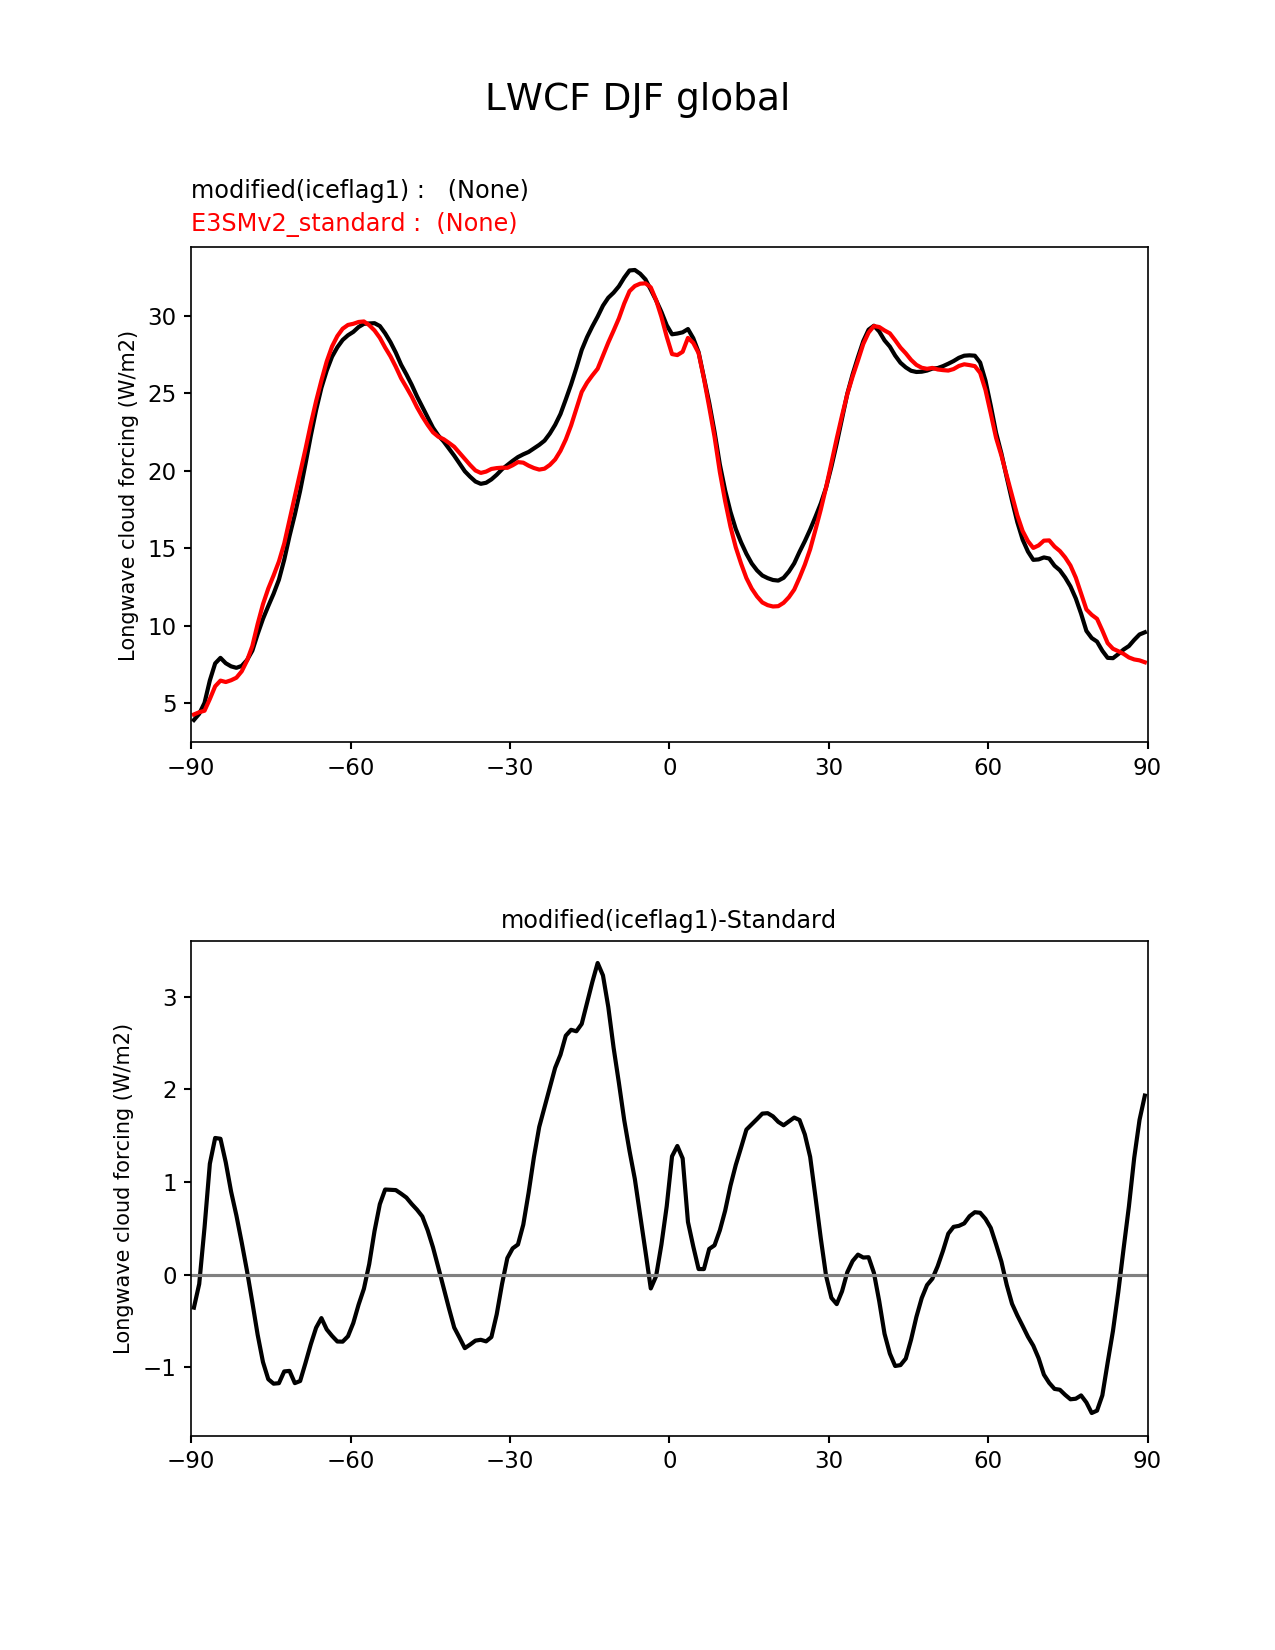 LWCF DJF global
modified(iceflag1) :   (None)
E3SMv2_standard :  (None)
Longwave cloud forcing (W/m2)
30
25
20
15
10
5
−90 −60 −30 0 30 60 90
modified(iceflag1)-Standard
Longwave cloud forcing (W/m2)
3
2
1
0
−1
−90 −60 −30 0 30 60 90